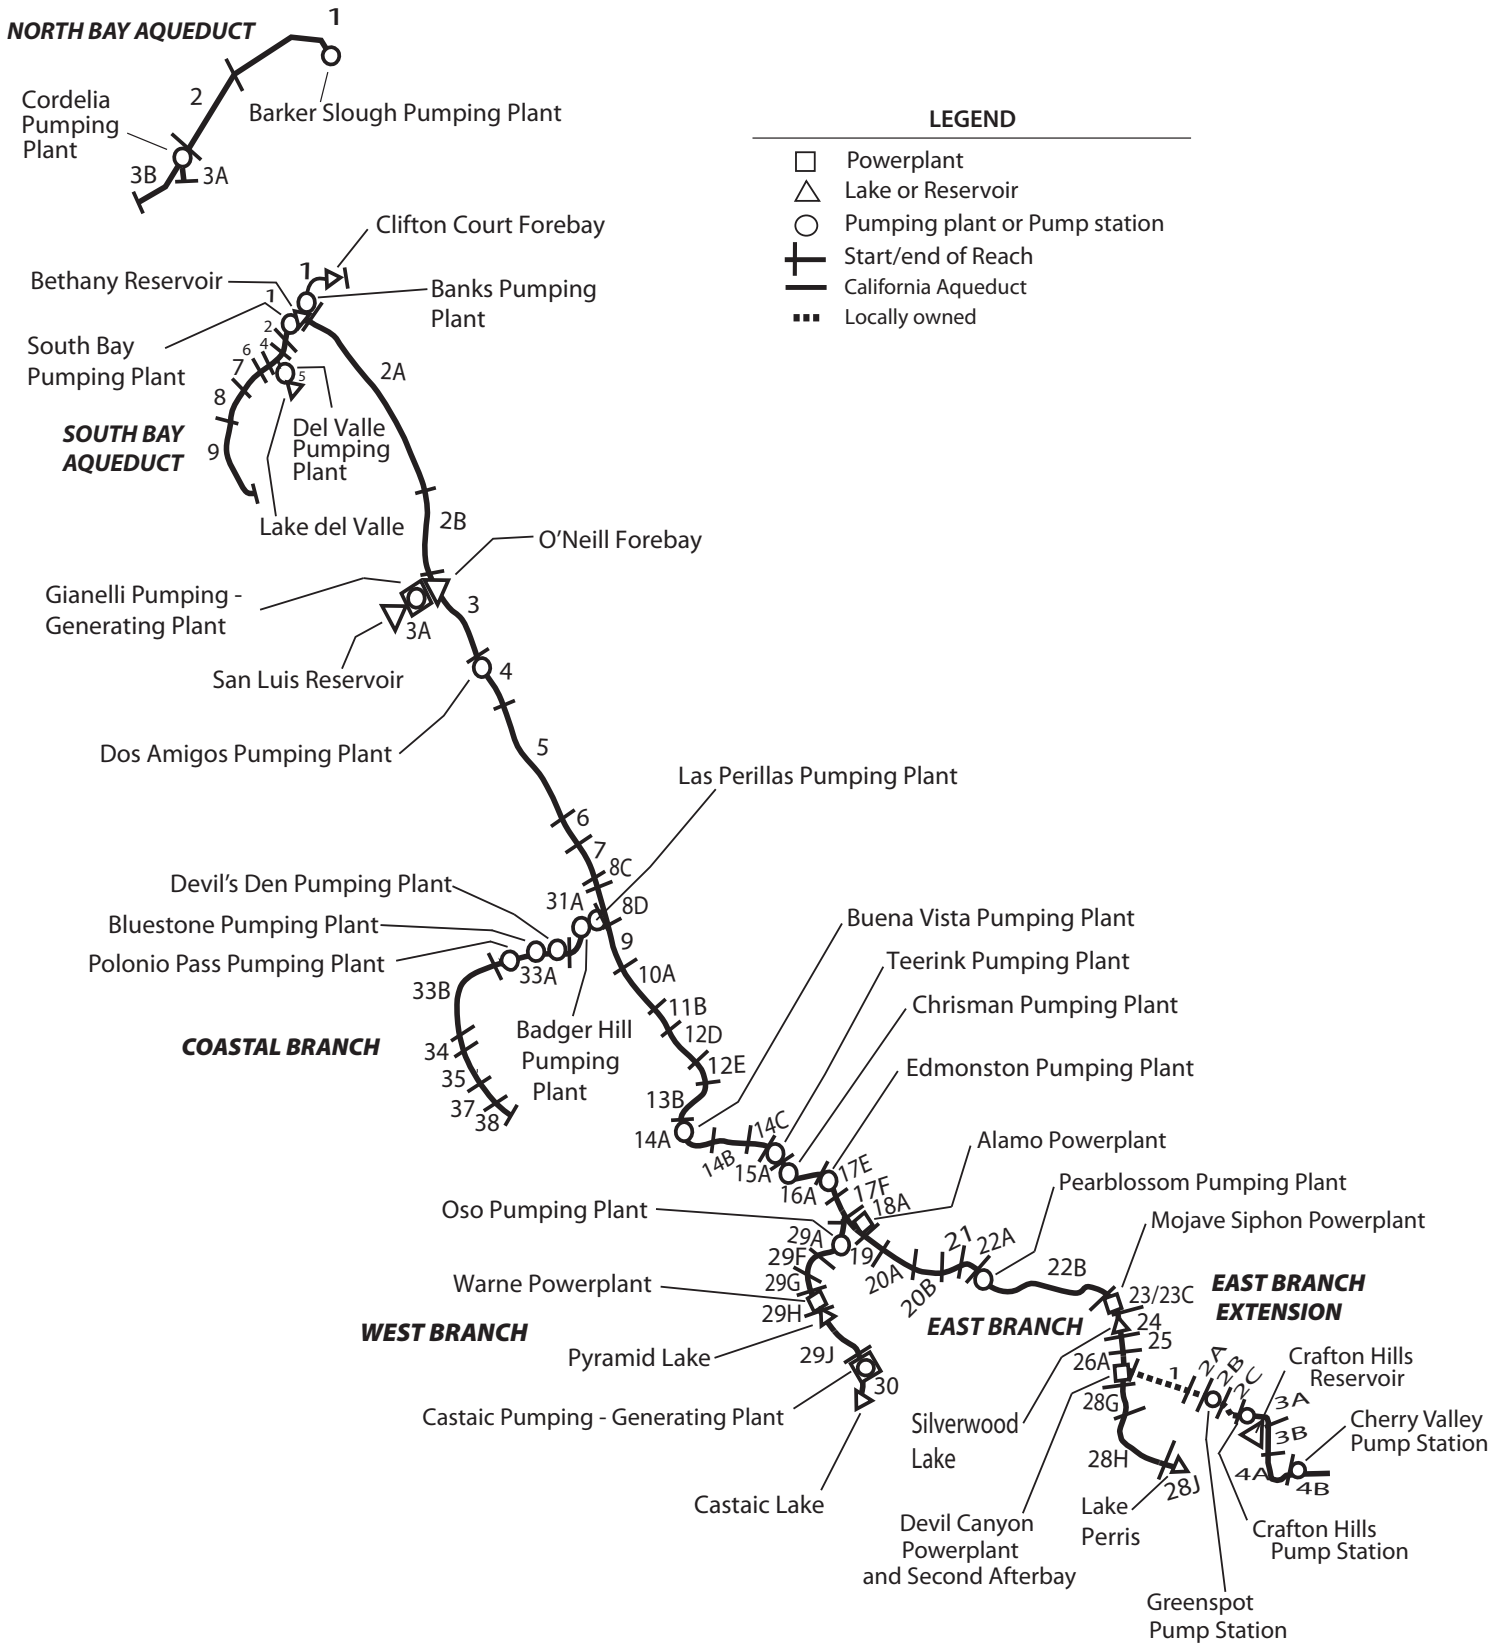 NORTH BAY AQUEDUCT
1
2
Cordelia
Pumping
Plant
Barker Slough Pumping Plant
3B
3A
LEGEND
Powerplant
Lake or Reservoir
Pumping plant or Pump station
Start/end of Reach
California Aqueduct
Locally owned
Clifton Court Forebay
Bethany Reservoir
1
1
Banks Pumping
Plant
South Bay
Pumping Plant
2
4
6
7
5
8
9
2A
SOUTH BAY
AQUEDUCT
Del Valle
Pumping
Plant
Lake del Valle
2B
O’Neill Forebay
Gianelli Pumping -
Generating Plant
3
3A
San Luis Reservoir
4
Dos Amigos Pumping Plant
5
Las Perillas Pumping Plant
6
7
8C
Devil’s Den Pumping Plant
31A
8D
Bluestone Pumping Plant
Polonio Pass Pumping Plant
9
33A
10A
33B
11B
COASTAL BRANCH
Badger Hill
Pumping
Plant
12D
34
12E
35
37
38
13B
14A
Buena Vista Pumping Plant
Teerink Pumping Plant
Chrisman Pumping Plant
Edmonston Pumping Plant
14B
14C
15A
16A
17E
17F
18A
Alamo Powerplant
Pearblossom Pumping Plant
Mojave Siphon Powerplant
Oso Pumping Plant
29A
19
20A
20B
21
22A
22B
29F
29G
Warne Powerplant
29H
WEST BRANCH
Pyramid Lake
29J
30
Castaic Pumping - Generating Plant
Castaic Lake
EAST BRANCH
23/23C
EAST BRANCH
EXTENSION
24
25
26A
28G
28H
28J
Silverwood
Lake
Devil Canyon
Powerplant
and Second Afterbay
Lake
Perris
1
2A
2B
2C
3A
3B
4A
4B
Crafton Hills
Reservoir
Cherry Valley
Pump Station
Crafton Hills
Pump Station
Greenspot
Pump Station